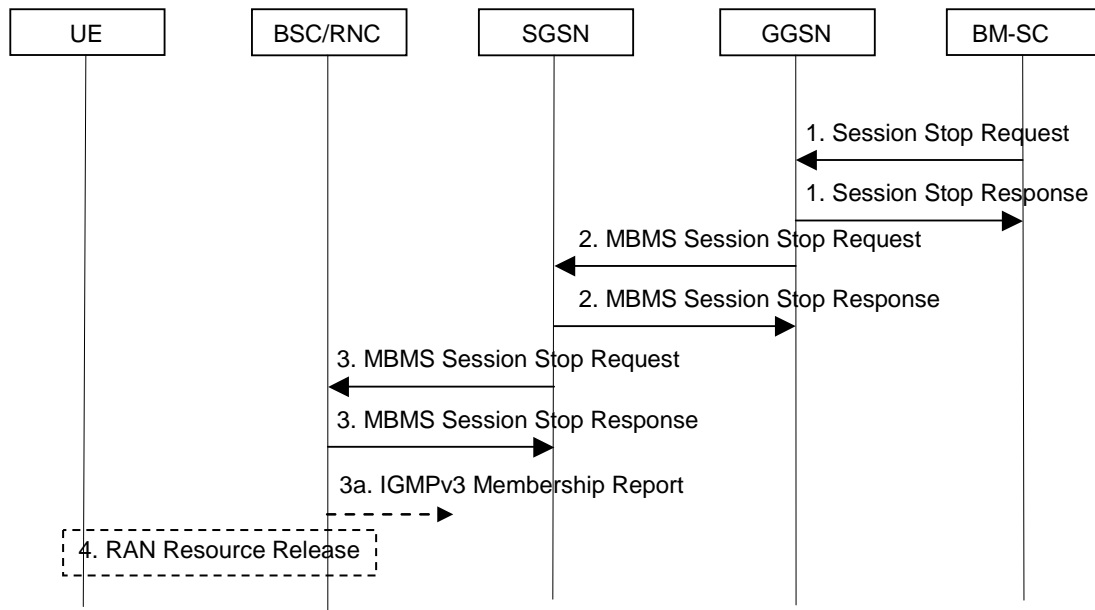 UE
BSC/RNC
SGSN
GGSN
BM-SC
1. Session Stop Request
1. Session Stop Response
2. MBMS Session Stop Request
2. MBMS Session Stop Response
3. MBMS Session Stop Request
3. MBMS Session Stop Response
3a. IGMPv3 Membership Report
4. RAN Resource Release